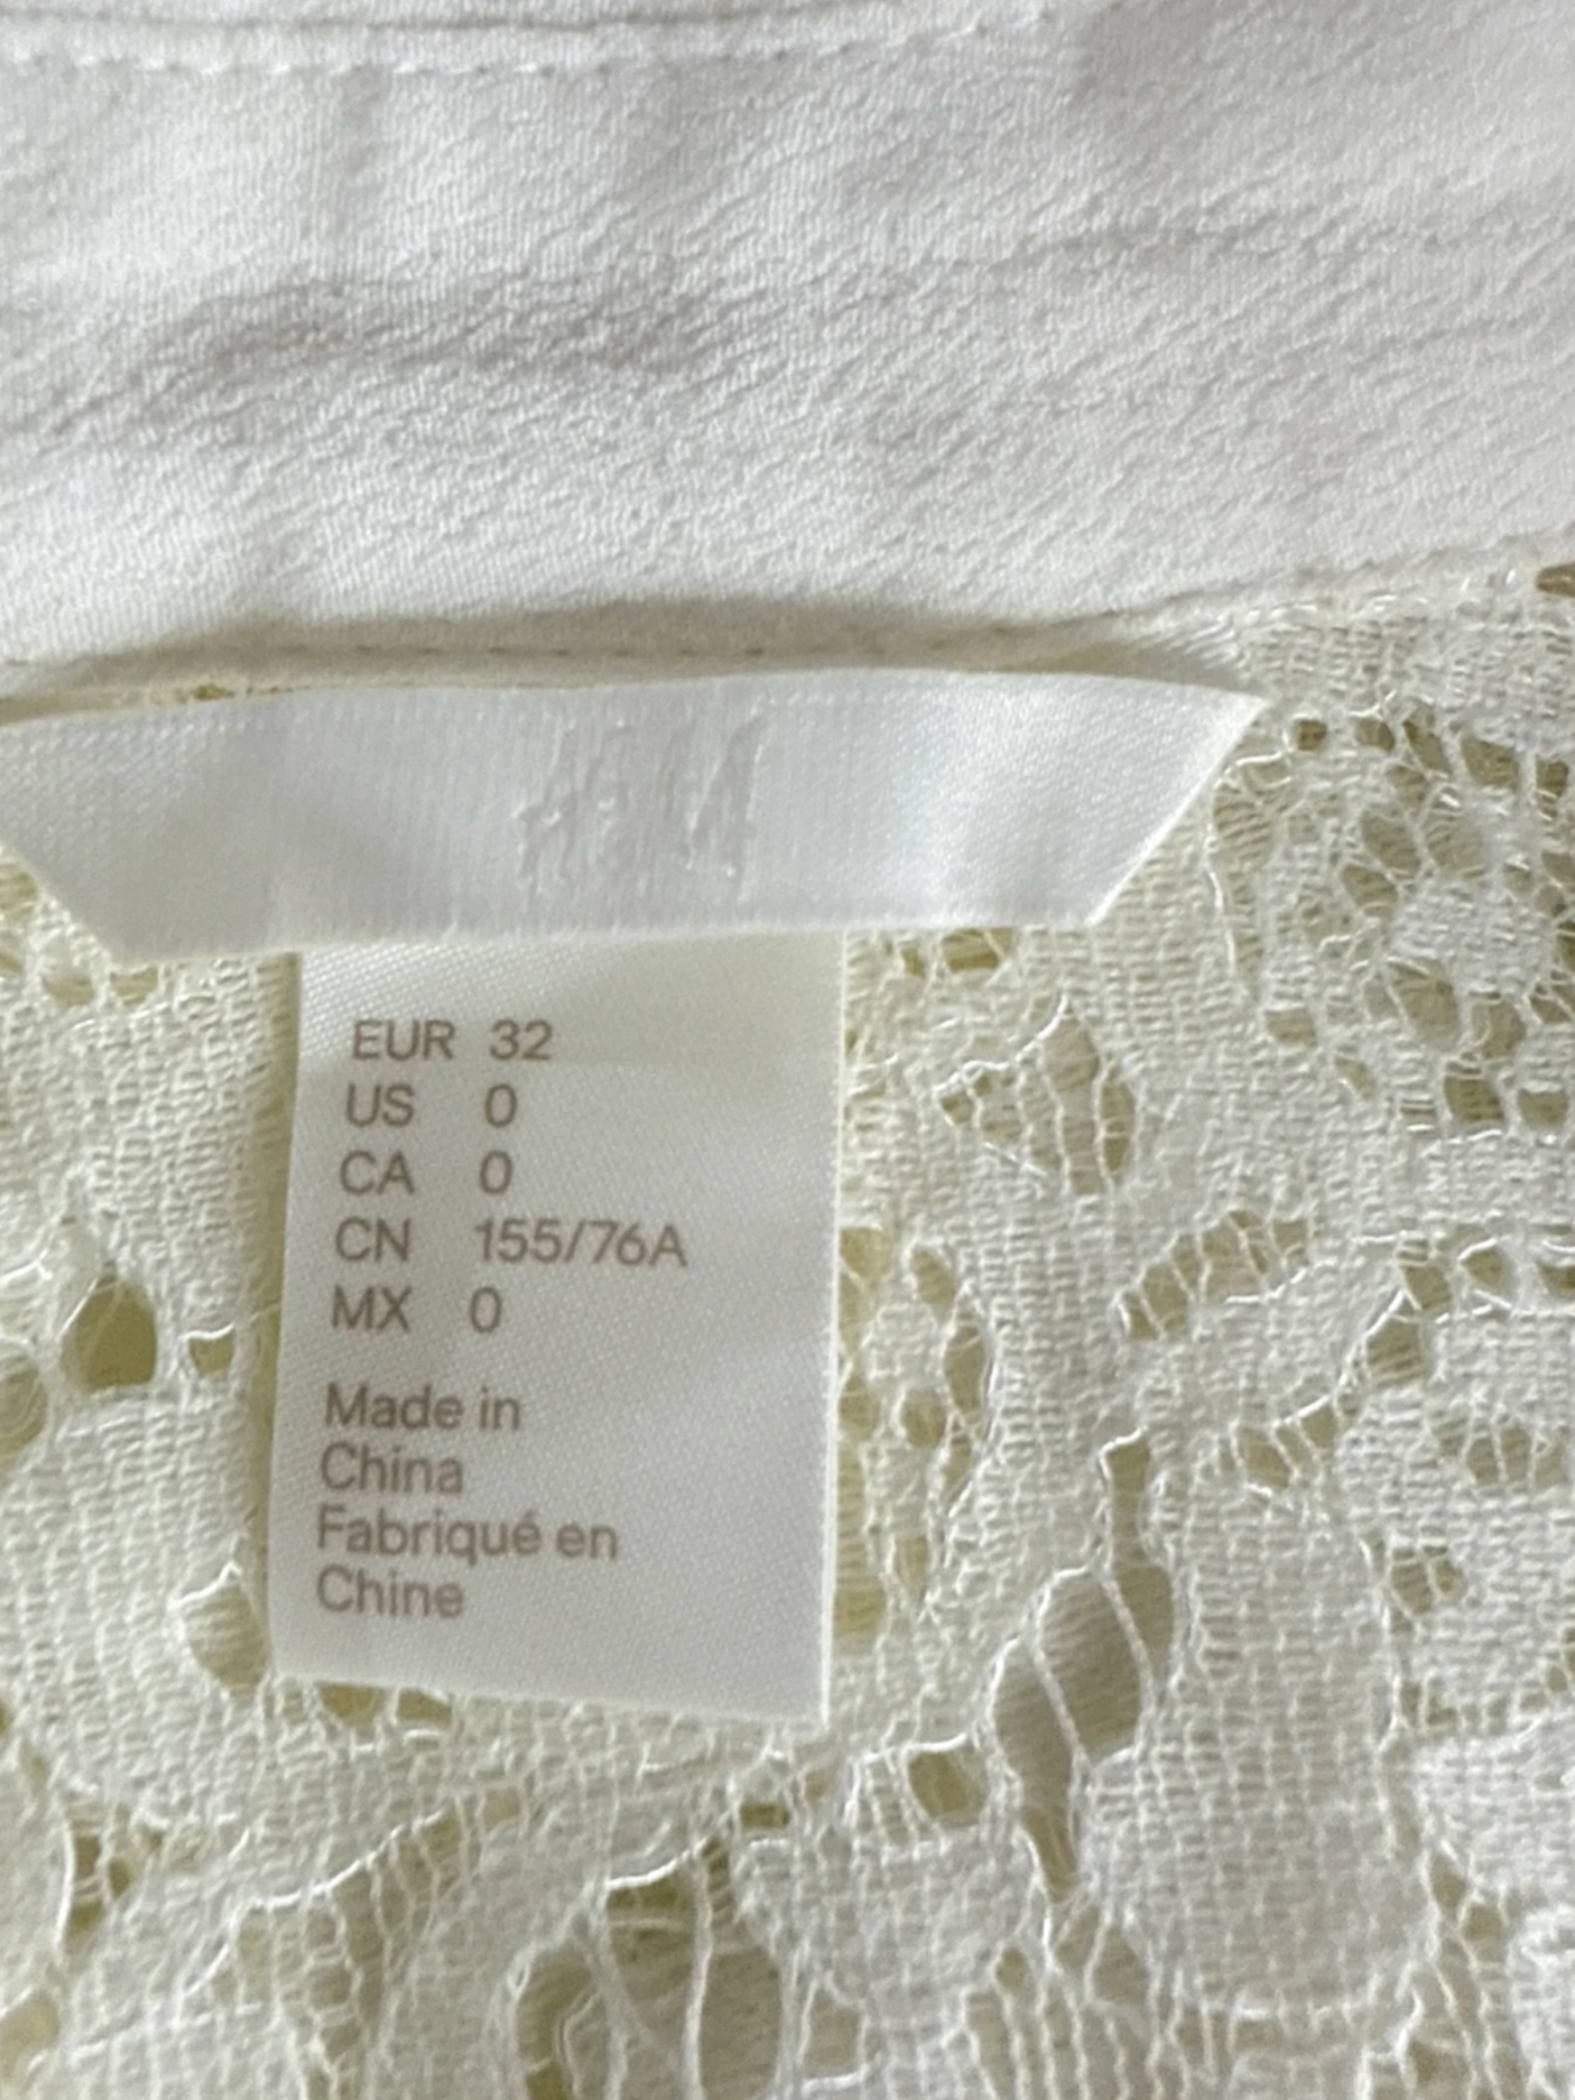 H&M
EUR 32
US 0
CA 0
CN 155/76A
MX 0
Made in
China
Fabriqué en
Chine